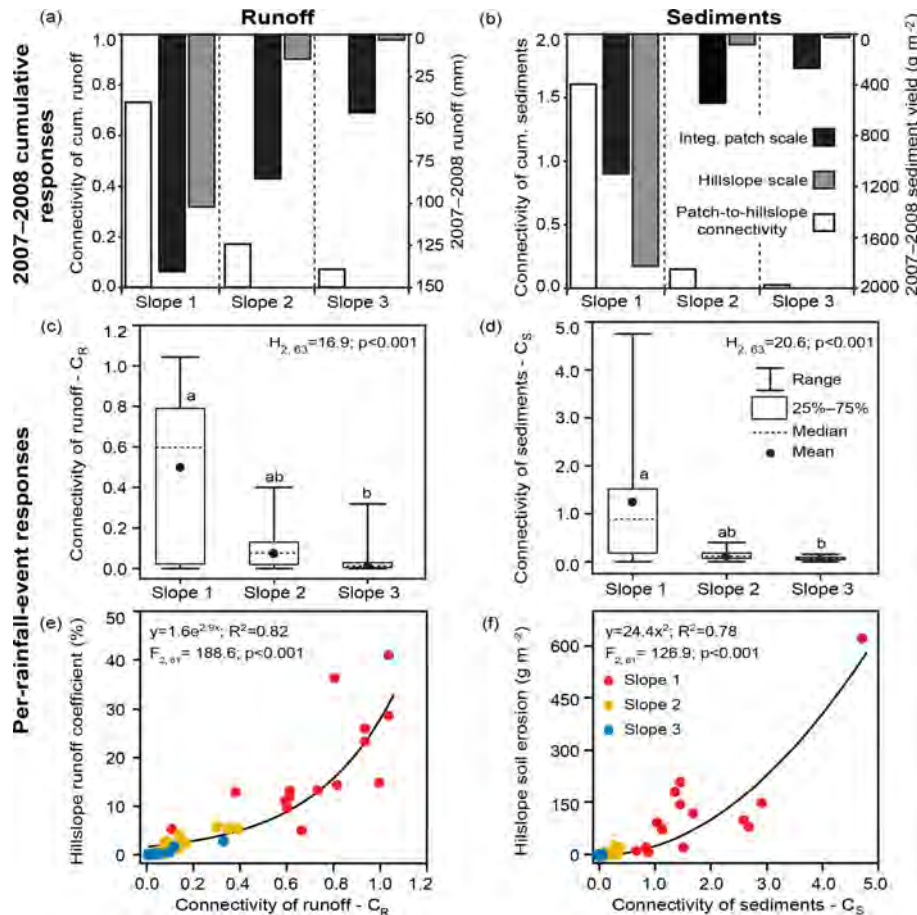 Runoff
Sediments
2007–2008 cumulative responses
Per-rainfall-event responses
(a)
Connectivity of cum. runoff
1.0
0.8
0.6
0.4
0.2
0.0
0
25
50
75
100
125
150
2007–2008 runoff (mm)
Slope 1 Slope 2 Slope 3
(b)
Connectivity of cum. sediments
2.0
1.5
1.0
0.5
0.0
0
400
800
1200
1600
2000
2007–2008 sediment yield (g m⁻²)
Integ. patch scale
Hillslope scale
Patch-to-hillslope
connectivity
Slope 1 Slope 2 Slope 3
(c)
Connectivity of runoff - C_R
1.2
1.0
0.8
0.6
0.4
0.2
0.0
H₂, ₆₃=16.9; p<0.001
a
ab
b
Slope 1 Slope 2 Slope 3
(d)
Connectivity of sediments - C_S
5.0
4.0
3.0
2.0
1.0
0.0
H₂, ₆₃=20.6; p<0.001
Range
25%–75%
Median
Mean
a
ab
b
Slope 1 Slope 2 Slope 3
(e)
Hillslope runoff coefficient (%)
50
40
30
20
10
0
y=1.6e²·⁹ˣ; R²=0.82
F₂, ₆₁= 188.6; p<0.001
0.0 0.2 0.4 0.6 0.8 1.0 1.2
Connectivity of runoff - C_R
(f)
Hillslope soil erosion (g m⁻²)
600
450
300
150
0
y=24.4x²; R²=0.78
F₂, ₆₁= 126.9; p<0.001
Slope 1
Slope 2
Slope 3
0.0 1.0 2.0 3.0 4.0 5.0
Connectivity of sediments - C_S